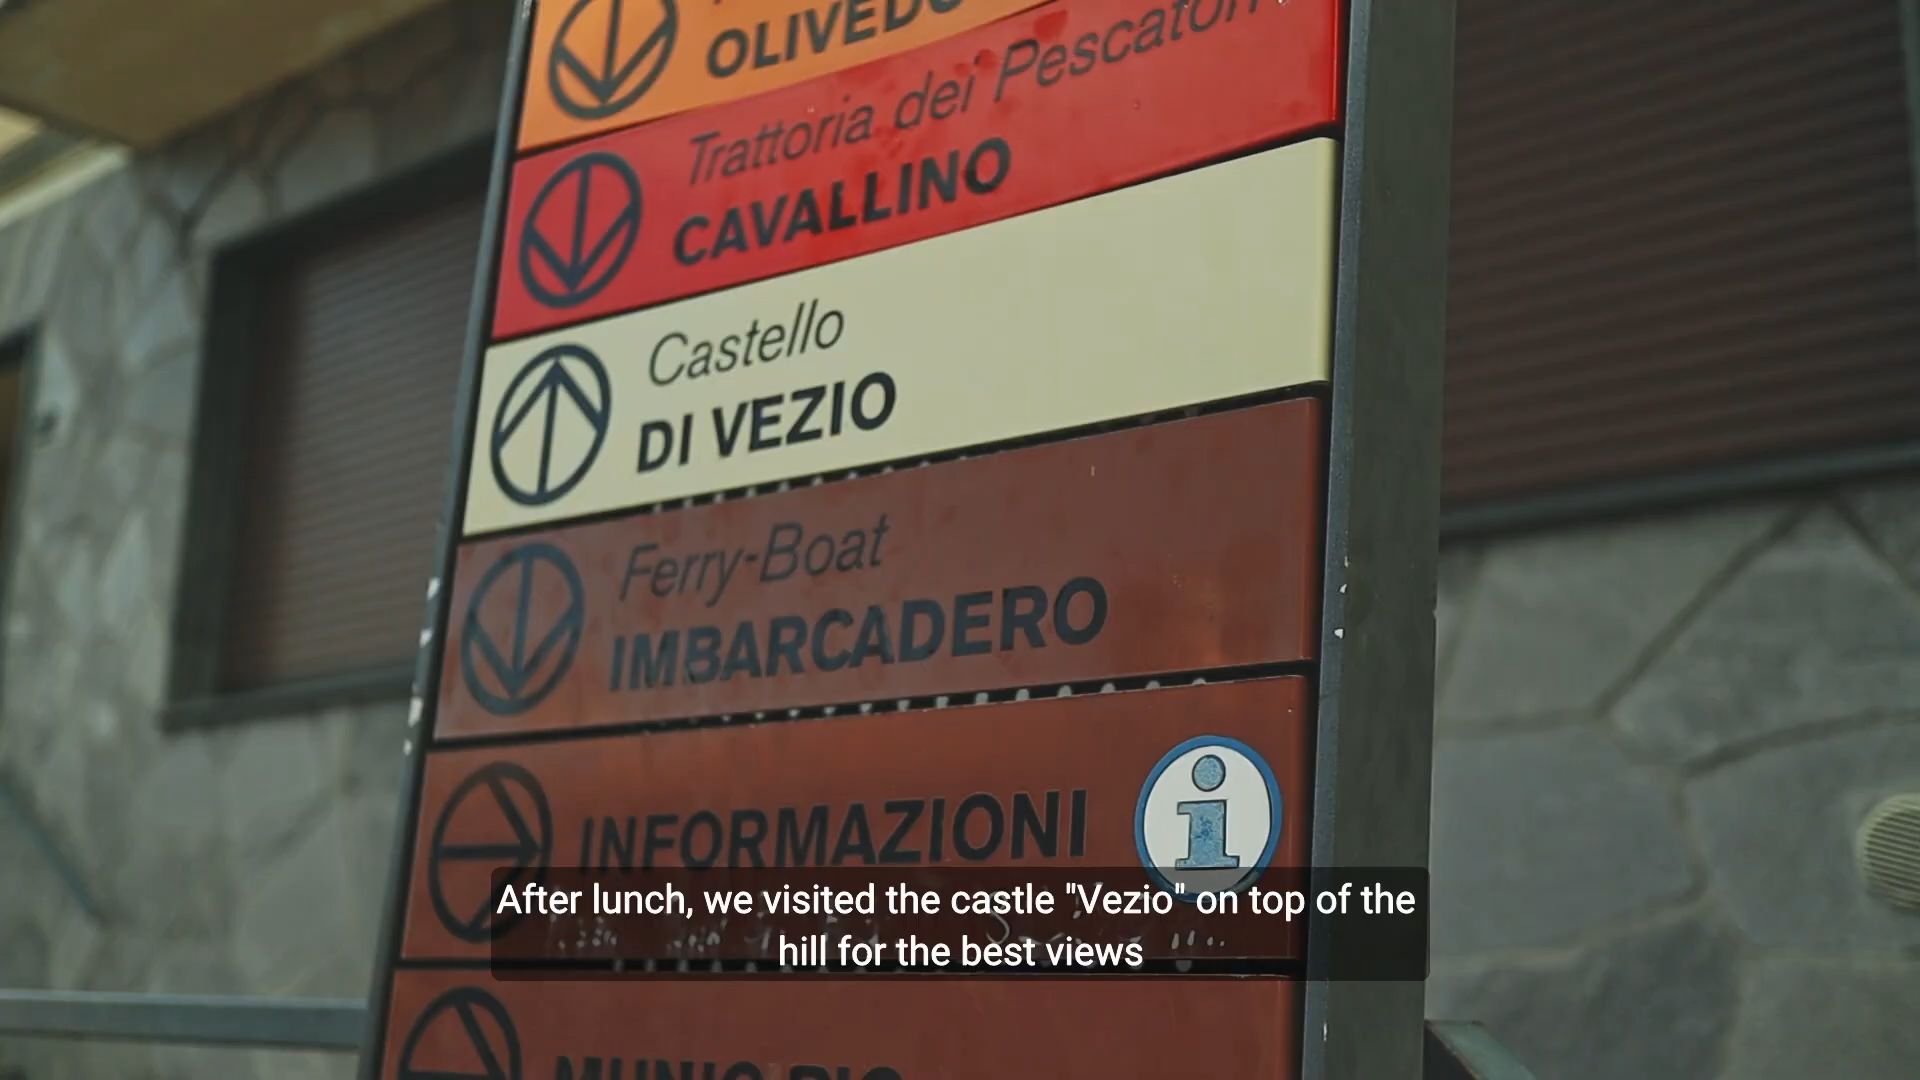 OLIVEDO
Trattoria dei Pescatori
CAVALLINO
Castello
DI VEZIO
Ferry-Boat
IMBARCADERO
INFORMAZIONI
i
After lunch, we visited the castle "Vezio" on top of the
hill for the best views